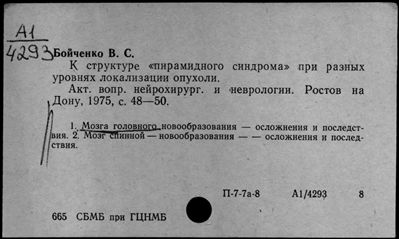 А1
4293
Бойченко В. С.
К структуре «пирамидного синдрома» при разных
уровнях локализации опухоли.
Акт. вопр. нейрохирург. и неврологии. Ростов на
Дону, 1975, с. 48—50.
1. Мозга головного новообразования — осложнения и последст-
вия. 2. Мозг спинной — новообразования — — осложнения и послед-
ствия.
П-7-7а-8 А1/4293 8
665 СБМБ при ГЦНМБ